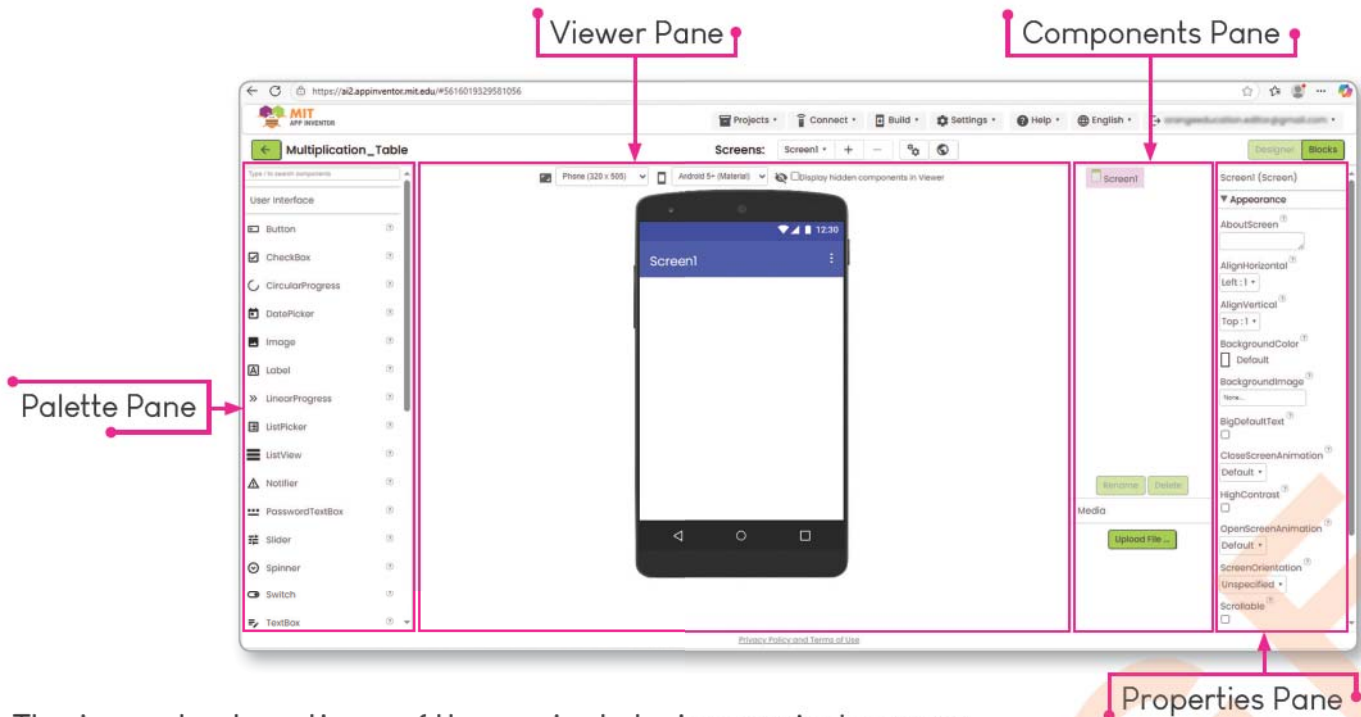 Viewer Pane
Components Pane
https://ai2.appinventor.mit.edu/#5616019329581056
MIT
APP INVENTOR
Projects
Connect
Build
Settings
Help
English
Multiplication_Table
Screens:
Screen1
Designer
Blocks
Type / to search components
User Interface
Button
CheckBox
CircularProgress
DatePicker
Image
Label
LinearProgress
ListPicker
ListView
Notifier
PasswordTextBox
Slider
Spinner
Switch
TextBox
Phone (320 x 505)
Android 5+ (Material)
Display hidden components in Viewer
12:30
Screen1
Screen1
Rename
Delete
Media
Upload File ...
Screen1 (Screen)
Appearance
AboutScreen
AlignHorizontal
Left : 1
AlignVertical
Top : 1
BackgroundColor
Default
BackgroundImage
None...
BigDefaultText
CloseScreenAnimation
Default
HighContrast
OpenScreenAnimation
Default
ScreenOrientation
Unspecified
Scrollable
Palette Pane
Privacy Policy and Terms of Use
Properties Pane